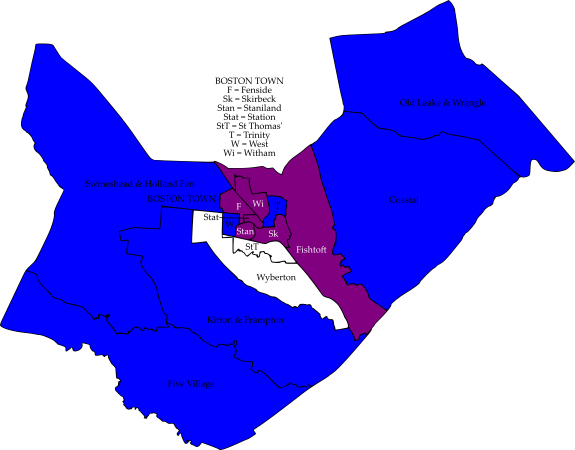 BOSTON TOWN
F = Fenside
Sk = Skirbeck
Stan = Staniland
Stat = Station
StT = St Thomas'
T = Trinity
W = West
Wi = Witham
Old Leake & Wrangle
Swineshead & Holland Fen
BOSTON TOWN
Coastal
F
Wi
T
Stat
W
Stan
Sk
StT
Fishtoft
Wyberton
Kirton & Frampton
Five Village